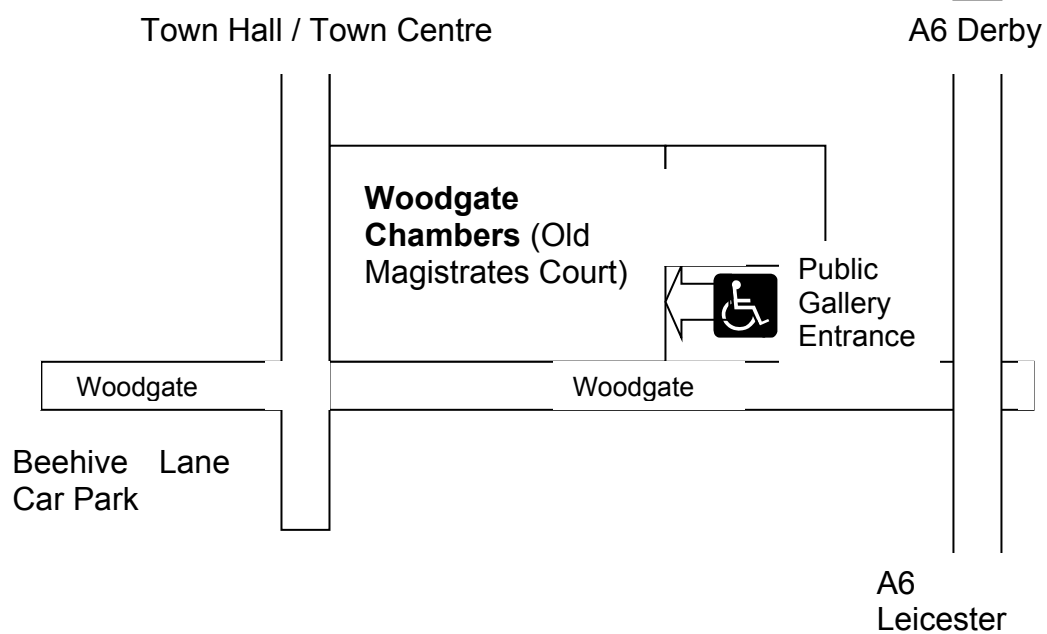 Town Hall / Town Centre
A6 Derby
Woodgate
Chambers (Old
Magistrates Court)
Public
Gallery
Entrance
Woodgate
Woodgate
Beehive Lane
Car Park
A6
Leicester